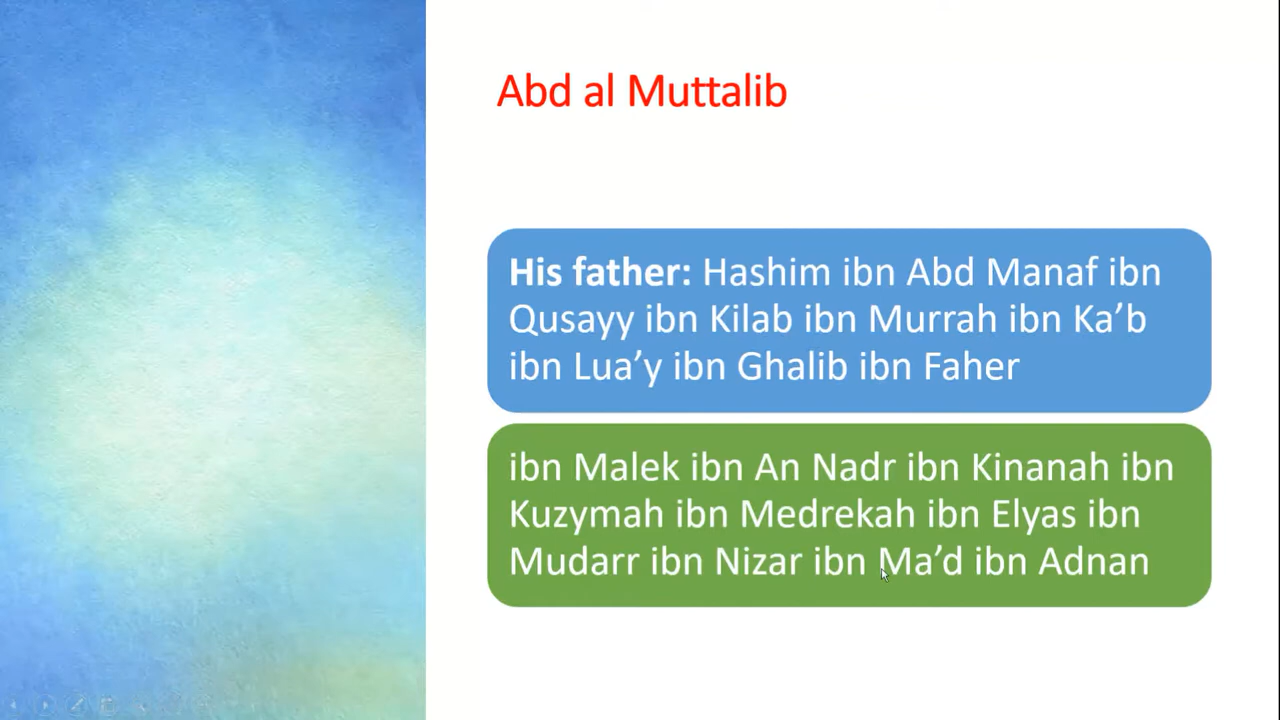 Abd al Muttalib
His father: Hashim ibn Abd Manaf ibn
Qusayy ibn Kilab ibn Murrah ibn Ka’b
ibn Lua’y ibn Ghalib ibn Faher
ibn Malek ibn An Nadr ibn Kinanah ibn
Kuzymah ibn Medrekah ibn Elyas ibn
Mudarr ibn Nizar ibn Ma’d ibn Adnan